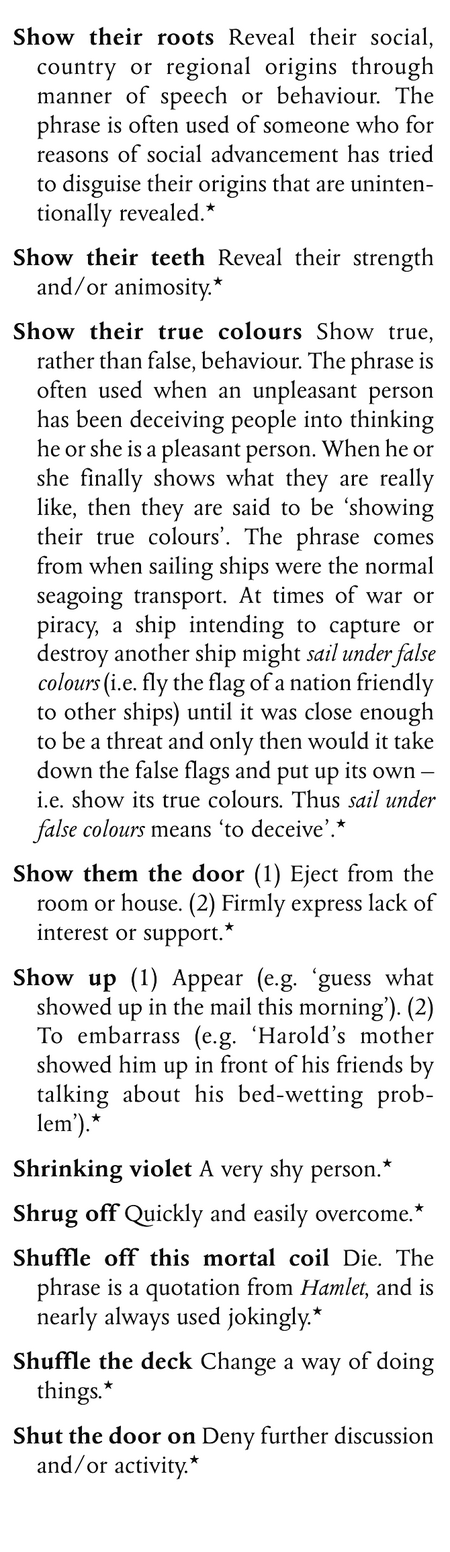 Show their roots Reveal their social,
country or regional origins through
manner of speech or behaviour. The
phrase is often used of someone who for
reasons of social advancement has tried
to disguise their origins that are uninten-
tionally revealed.★
Show their teeth Reveal their strength
and/or animosity.★
Show their true colours Show true,
rather than false, behaviour. The phrase is
often used when an unpleasant person
has been deceiving people into thinking
he or she is a pleasant person. When he or
she finally shows what they are really
like, then they are said to be ‘showing
their true colours’. The phrase comes
from when sailing ships were the normal
seagoing transport. At times of war or
piracy, a ship intending to capture or
destroy another ship might sail under false
colours (i.e. fly the flag of a nation friendly
to other ships) until it was close enough
to be a threat and only then would it take
down the false flags and put up its own –
i.e. show its true colours. Thus sail under
false colours means ‘to deceive’.★
Show them the door (1) Eject from the
room or house. (2) Firmly express lack of
interest or support.★
Show up (1) Appear (e.g. ‘guess what
showed up in the mail this morning’). (2)
To embarrass (e.g. ‘Harold’s mother
showed him up in front of his friends by
talking about his bed-wetting prob-
lem’).★
Shrinking violet A very shy person.★
Shrug off Quickly and easily overcome.★
Shuffle off this mortal coil Die. The
phrase is a quotation from Hamlet, and is
nearly always used jokingly.★
Shuffle the deck Change a way of doing
things.★
Shut the door on Deny further discussion
and/or activity.★